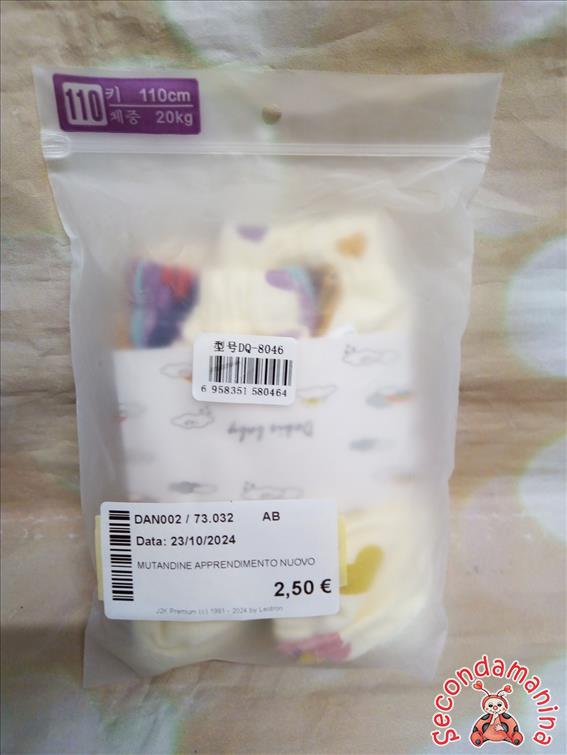 110 키 110cm
체중 20kg
型号DQ-8046
6 958351 580464
DAN002 / 73.032 AB
Data: 23/10/2024
MUTANDINE APPRENDIMENTO NUOVO
2,50 €
J2K Premium (c) 1991 - 2024 by Leotron
secondamanina